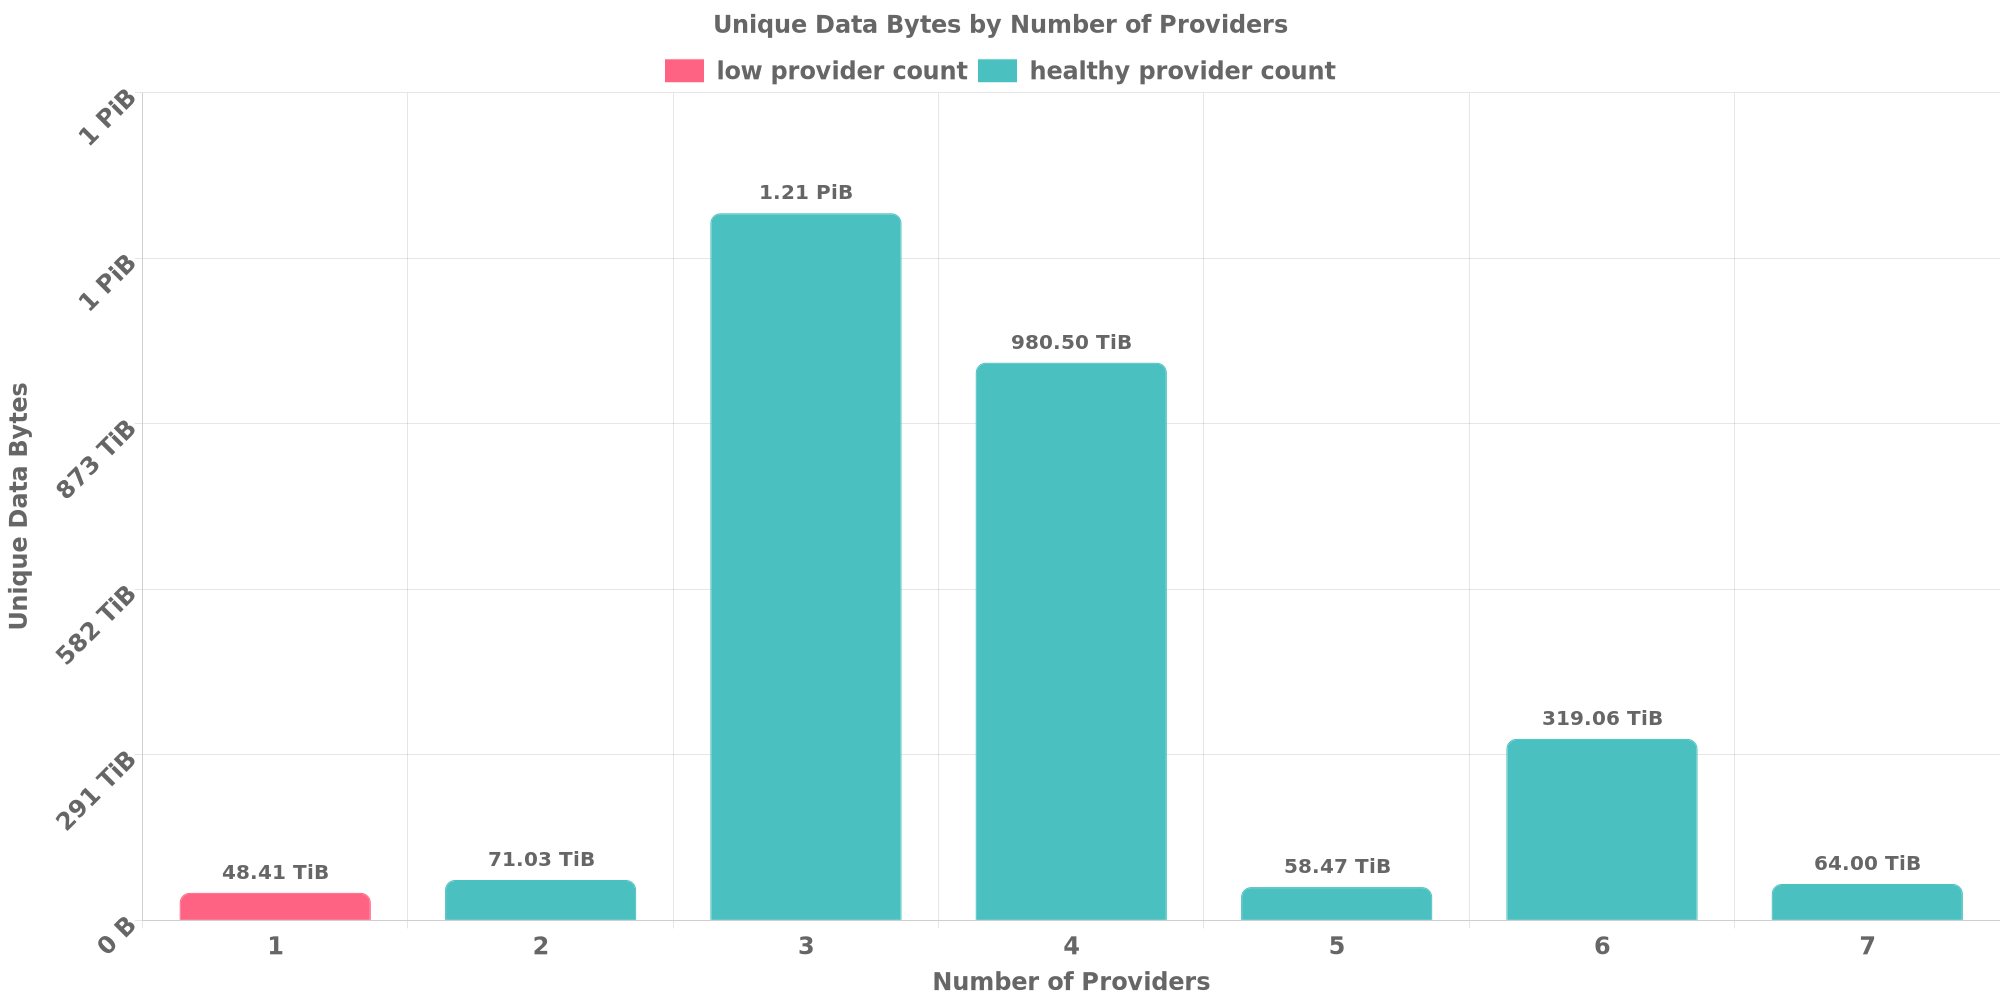 Unique Data Bytes by Number of Providers
low provider count healthy provider count
1 PiB
1 PiB
873 TiB
582 TiB
291 TiB
0 B
Unique Data Bytes
48.41 TiB
71.03 TiB
1.21 PiB
980.50 TiB
58.47 TiB
319.06 TiB
64.00 TiB
1 2 3 4 5 6 7
Number of Providers